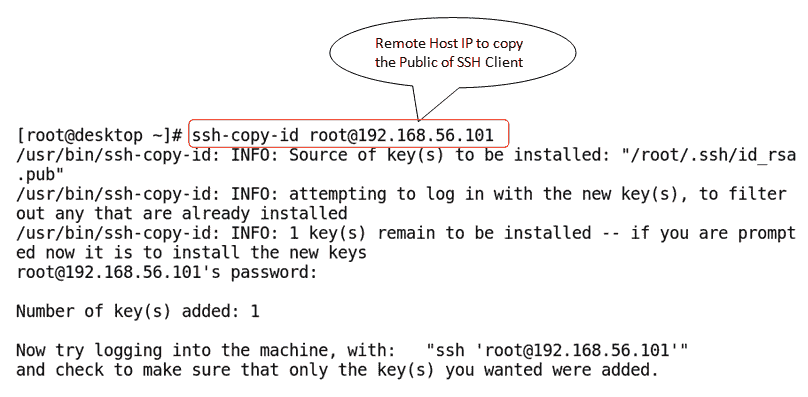 Remote Host IP to copy
the Public of SSH Client
[root@desktop ~]# ssh-copy-id root@192.168.56.101
/usr/bin/ssh-copy-id: INFO: Source of key(s) to be installed: "/root/.ssh/id_rsa
.pub"
/usr/bin/ssh-copy-id: INFO: attempting to log in with the new key(s), to filter
out any that are already installed
/usr/bin/ssh-copy-id: INFO: 1 key(s) remain to be installed -- if you are prompt
ed now it is to install the new keys
root@192.168.56.101's password:
Number of key(s) added: 1
Now try logging into the machine, with:   "ssh 'root@192.168.56.101'"
and check to make sure that only the key(s) you wanted were added.